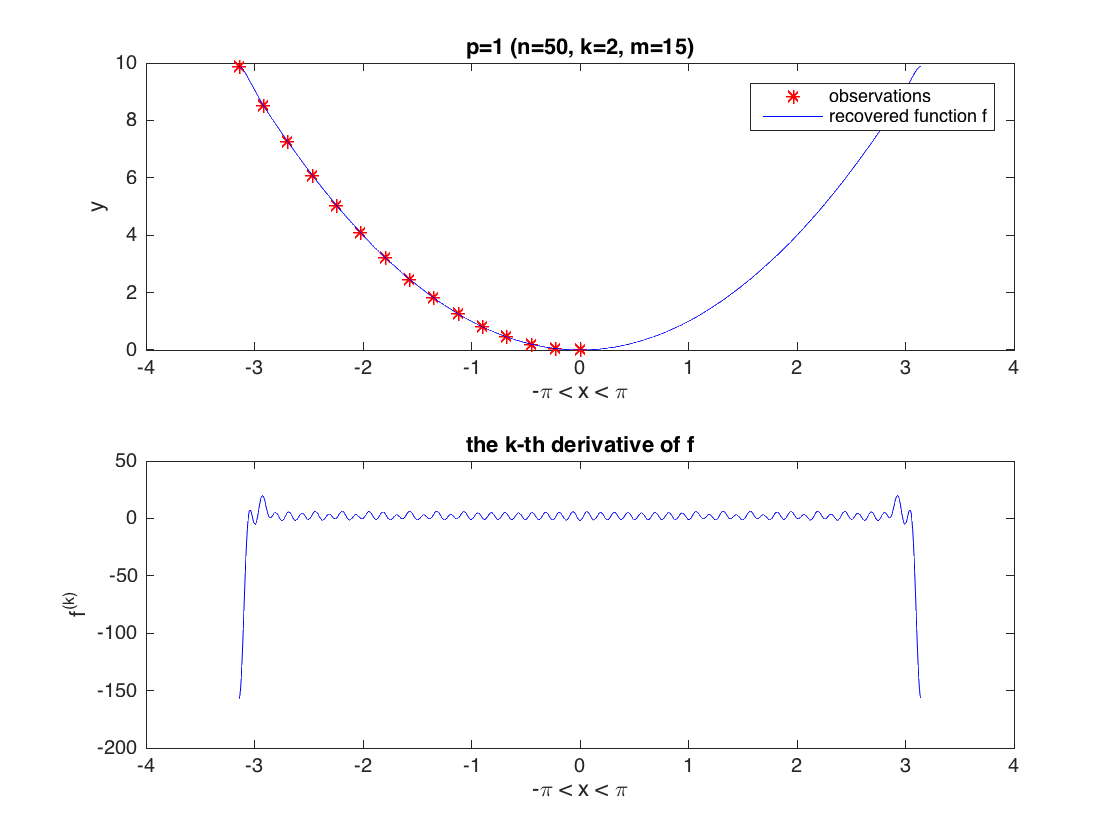 p=1 (n=50, k=2, m=15)
10
8
6
4
2
0
y
observations
recovered function f
-4 -3 -2 -1 0 1 2 3 4
-π < x < π
the k-th derivative of f
50
0
-50
-100
-150
-200
f(k)
-4 -3 -2 -1 0 1 2 3 4
-π < x < π